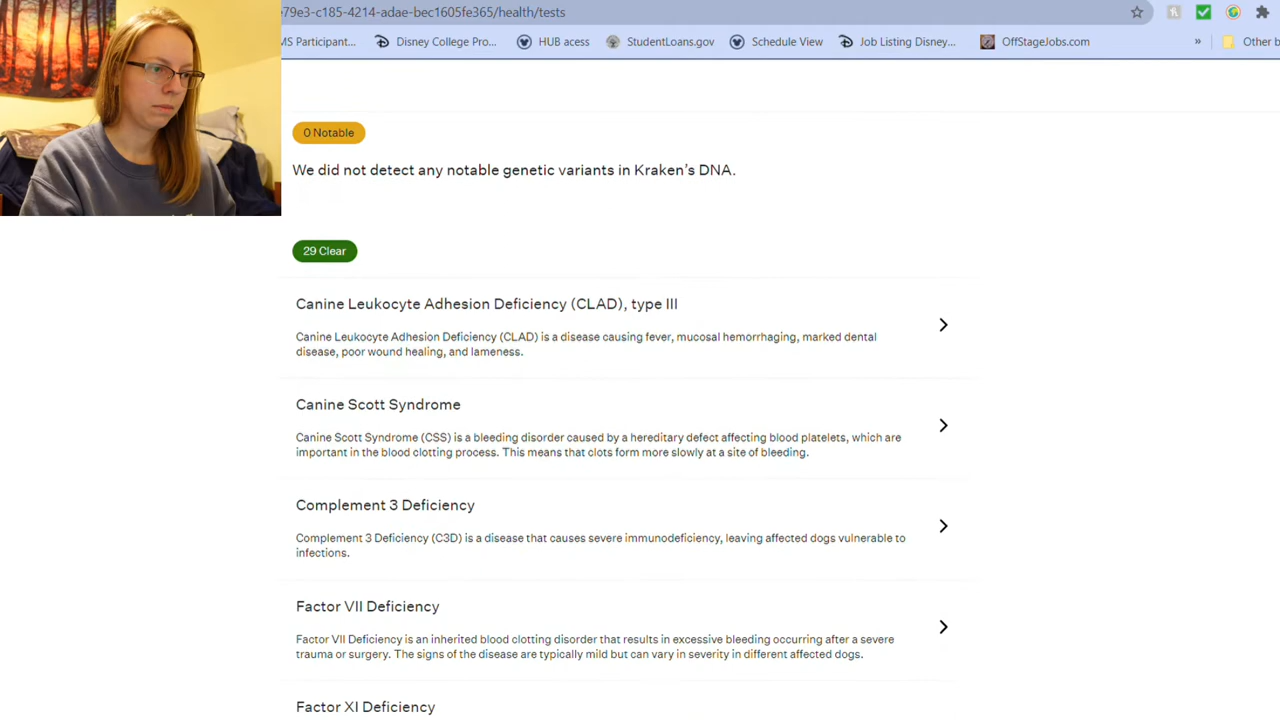 79e3-c185-4214-adae-bec1605fe365/health/tests
MS Participant...
Disney College Pro...
HUB acess
StudentLoans.gov
Schedule View
Job Listing Disney...
OffStageJobs.com
»
Other b
0 Notable
We did not detect any notable genetic variants in Kraken's DNA.
29 Clear
Canine Leukocyte Adhesion Deficiency (CLAD), type III
Canine Leukocyte Adhesion Deficiency (CLAD) is a disease causing fever, mucosal hemorrhaging, marked dental
disease, poor wound healing, and lameness.
Canine Scott Syndrome
Canine Scott Syndrome (CSS) is a bleeding disorder caused by a hereditary defect affecting blood platelets, which are
important in the blood clotting process. This means that clots form more slowly at a site of bleeding.
Complement 3 Deficiency
Complement 3 Deficiency (C3D) is a disease that causes severe immunodeficiency, leaving affected dogs vulnerable to
infections.
Factor VII Deficiency
Factor VII Deficiency is an inherited blood clotting disorder that results in excessive bleeding occurring after a severe
trauma or surgery. The signs of the disease are typically mild but can vary in severity in different affected dogs.
Factor XI Deficiency